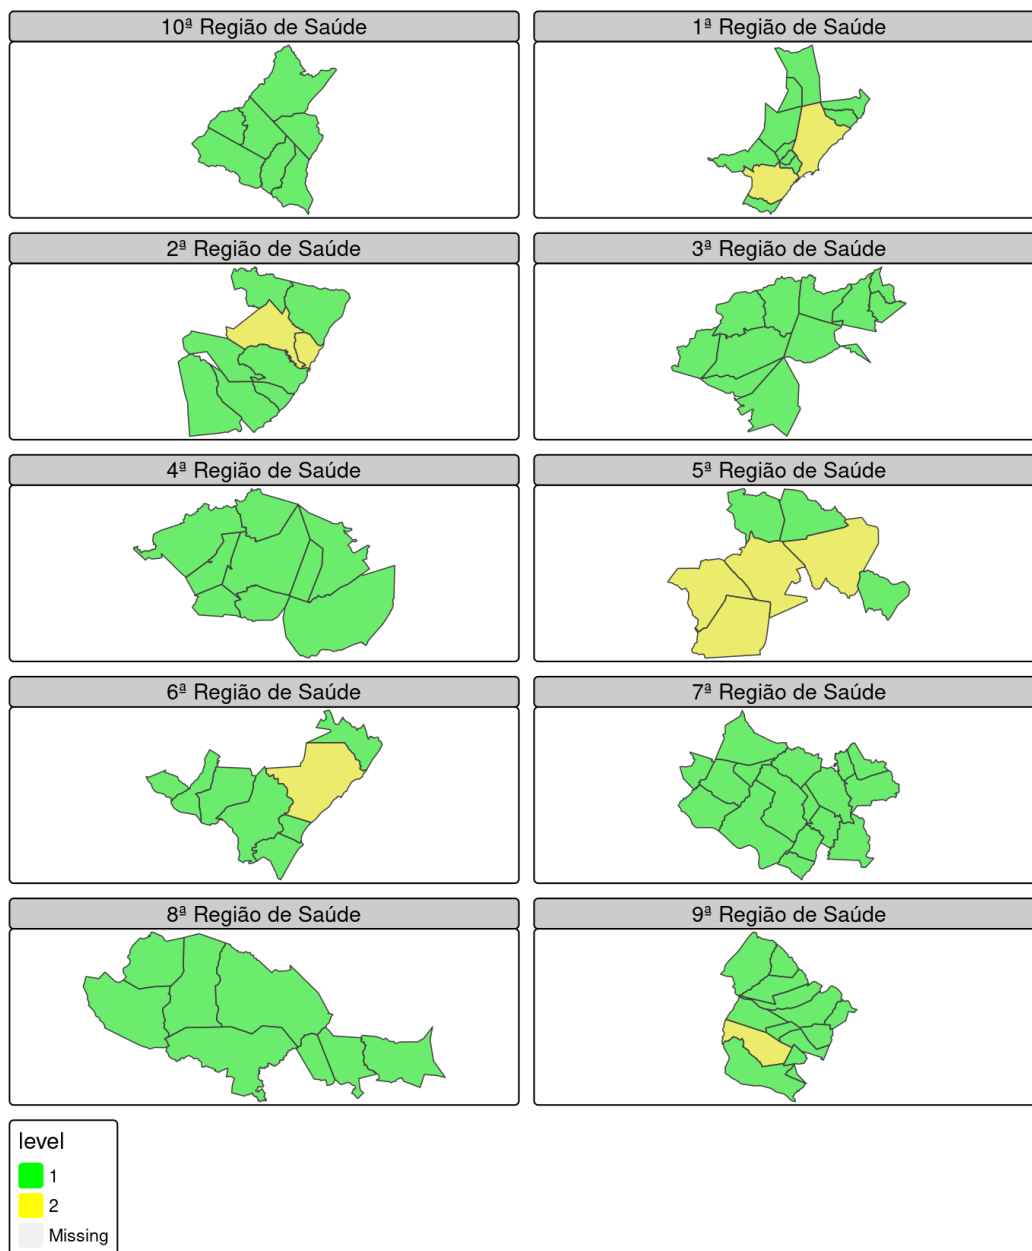 10ª Região de Saúde
1ª Região de Saúde
2ª Região de Saúde
3ª Região de Saúde
4ª Região de Saúde
5ª Região de Saúde
6ª Região de Saúde
7ª Região de Saúde
8ª Região de Saúde
9ª Região de Saúde
level
1
2
Missing